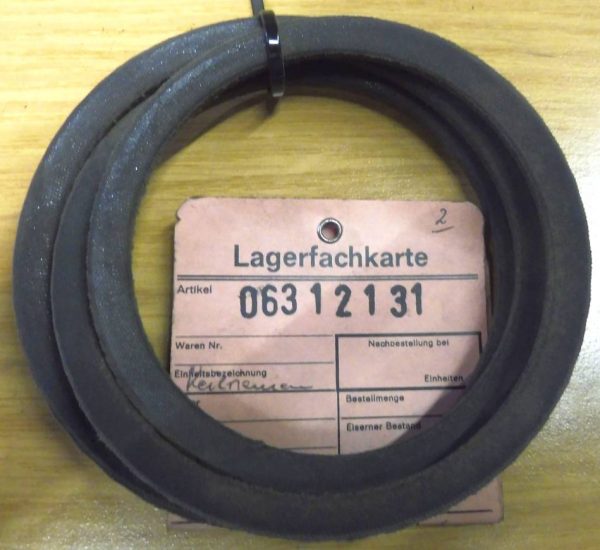 2
Lagerfachkarte
Artikel 063 12131
Waren Nr. Nachbestellung bei
Einheitsbezeichnung Einheiten
Keilriemen
Bestellmenge
Eiserner Bestand